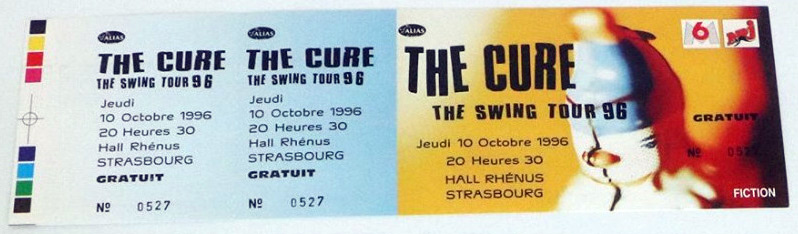 ALIAS
THE CURE
THE SWING TOUR 96
Jeudi
10 Octobre 1996
20 Heures 30
Hall Rhénus
STRASBOURG
GRATUIT
Nº 0527
ALIAS
THE CURE
THE SWING TOUR 96
Jeudi
10 Octobre 1996
20 Heures 30
Hall Rhénus
STRASBOURG
GRATUIT
Nº 0527
ALIAS
THE CURE
THE SWING TOUR 96
Jeudi 10 Octobre 1996
20 Heures 30
HALL RHÉNUS
STRASBOURG
M6 NRJ
GRATUIT
Nº 0527
FICTION